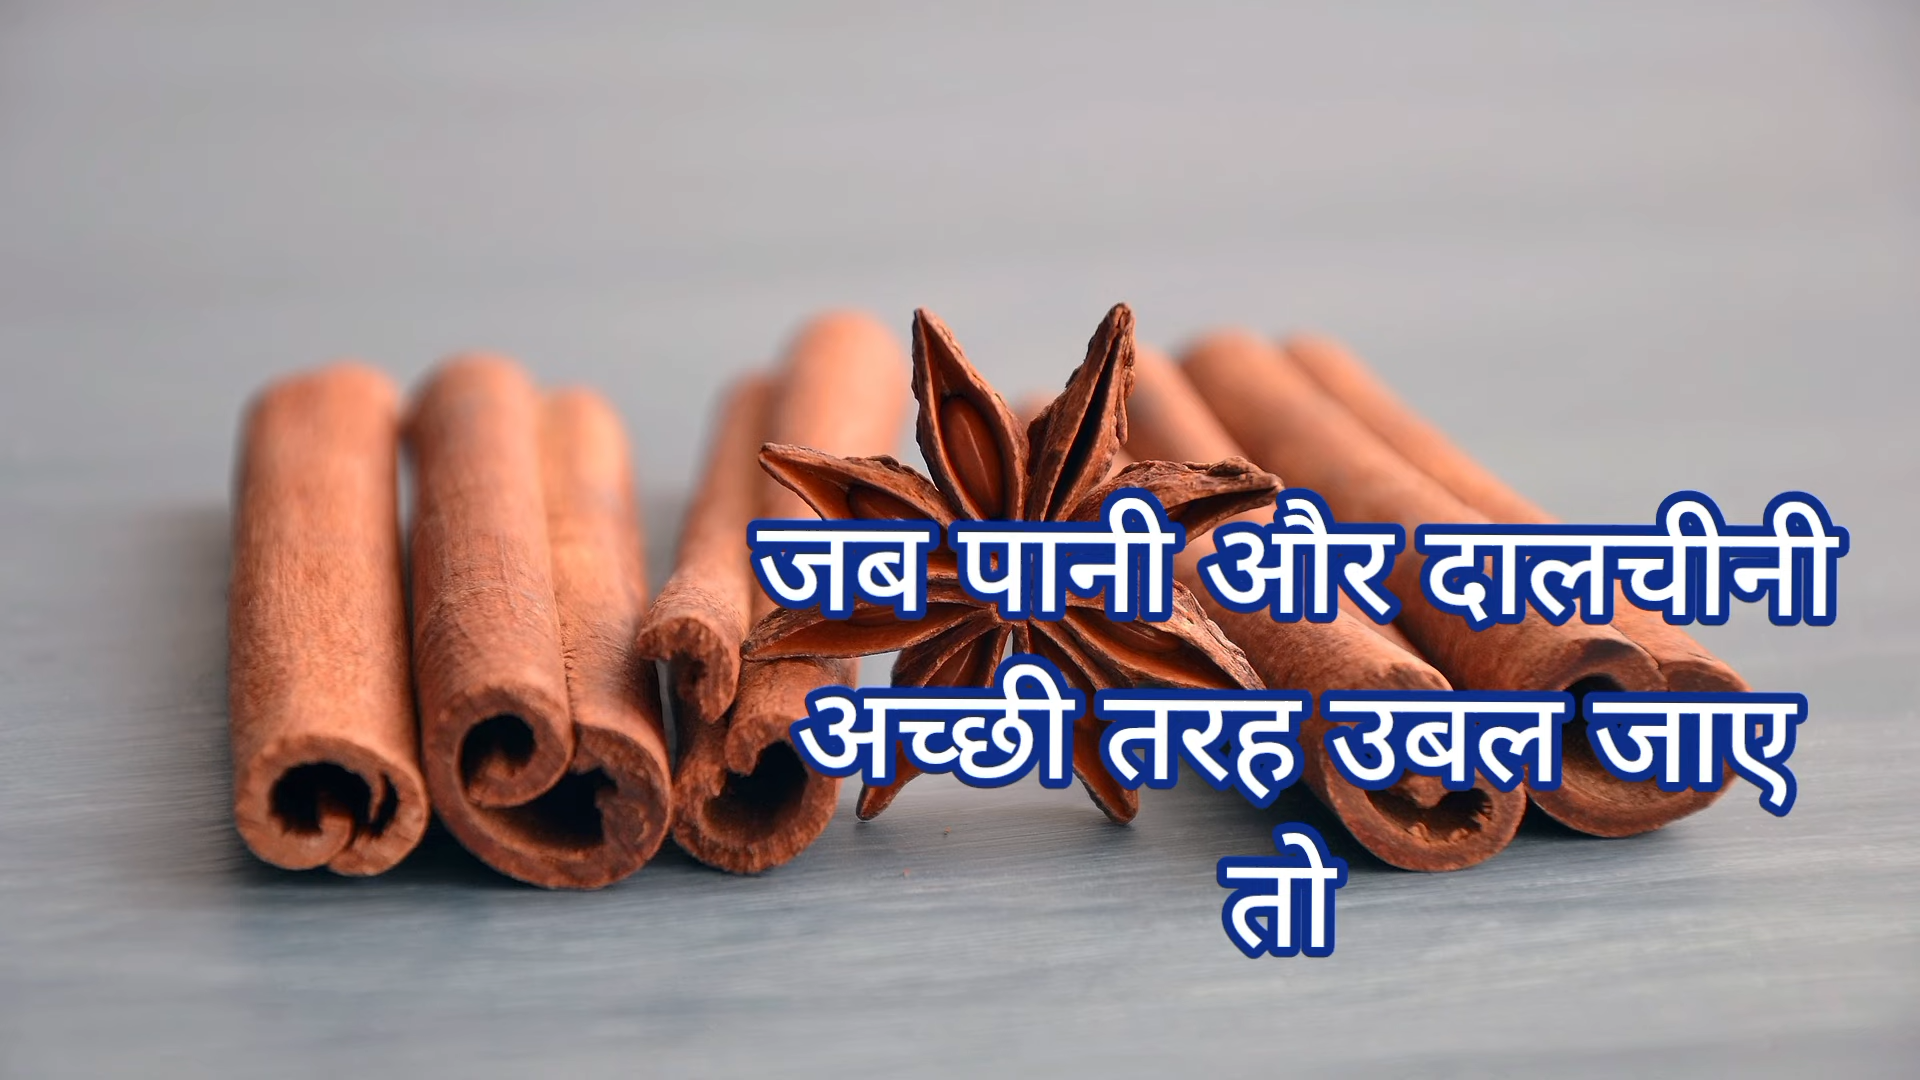 जब पानी और दालचीनी
अच्छी तरह उबल जाए
तो